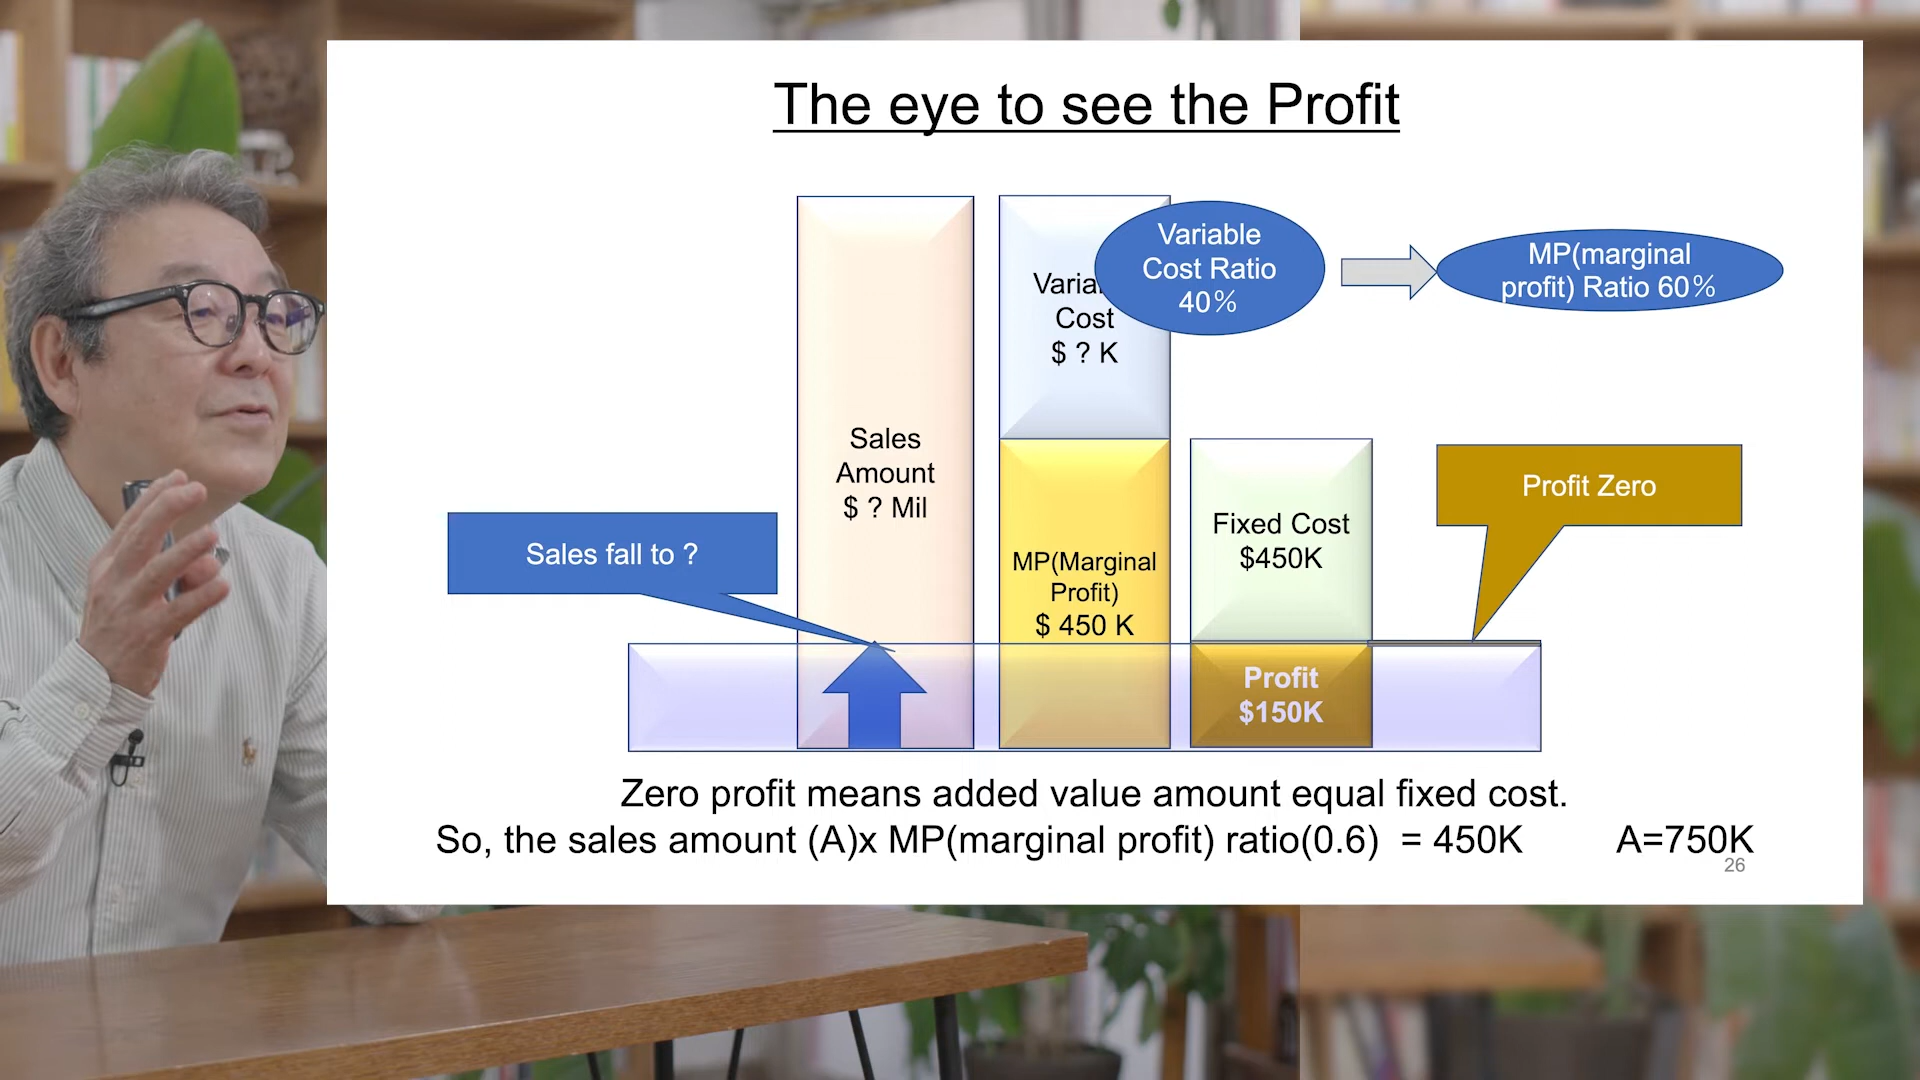 The eye to see the Profit
Variable
Cost Ratio
40%
MP(marginal
profit) Ratio 60%
Cost
$ ? K
Sales
Amount
$ ? Mil
Profit Zero
Sales fall to ?
Fixed Cost
$450K
MP(Marginal
Profit)
$ 450 K
Profit
$150K
Zero profit means added value amount equal fixed cost.
So, the sales amount (A)x MP(marginal profit) ratio(0.6) = 450K A=750K
26